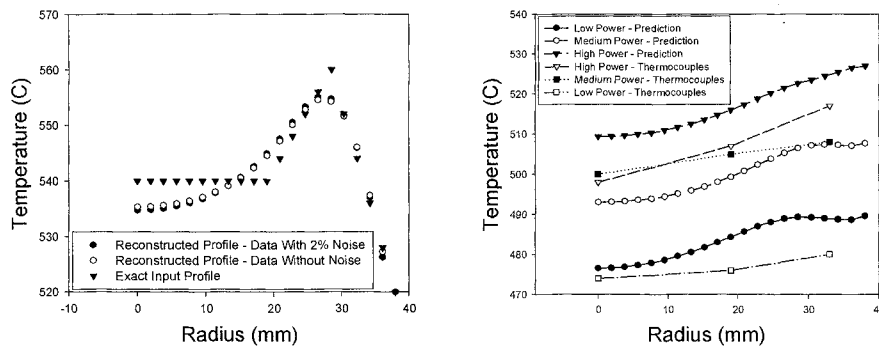 570
560
550
540
530
520
Temperature (C)
Reconstructed Profile - Data With 2% Noise
Reconstructed Profile - Data Without Noise
Exact Input Profile
-10 0 10 20 30 40
Radius (mm)
540
530
520
510
500
490
480
470
Temperature (C)
Low Power - Prediction
Medium Power - Prediction
High Power - Prediction
High Power - Thermocouples
Medium Power - Thermocouples
Low Power - Thermocouples
-10 0 10 20 30
Radius (mm)